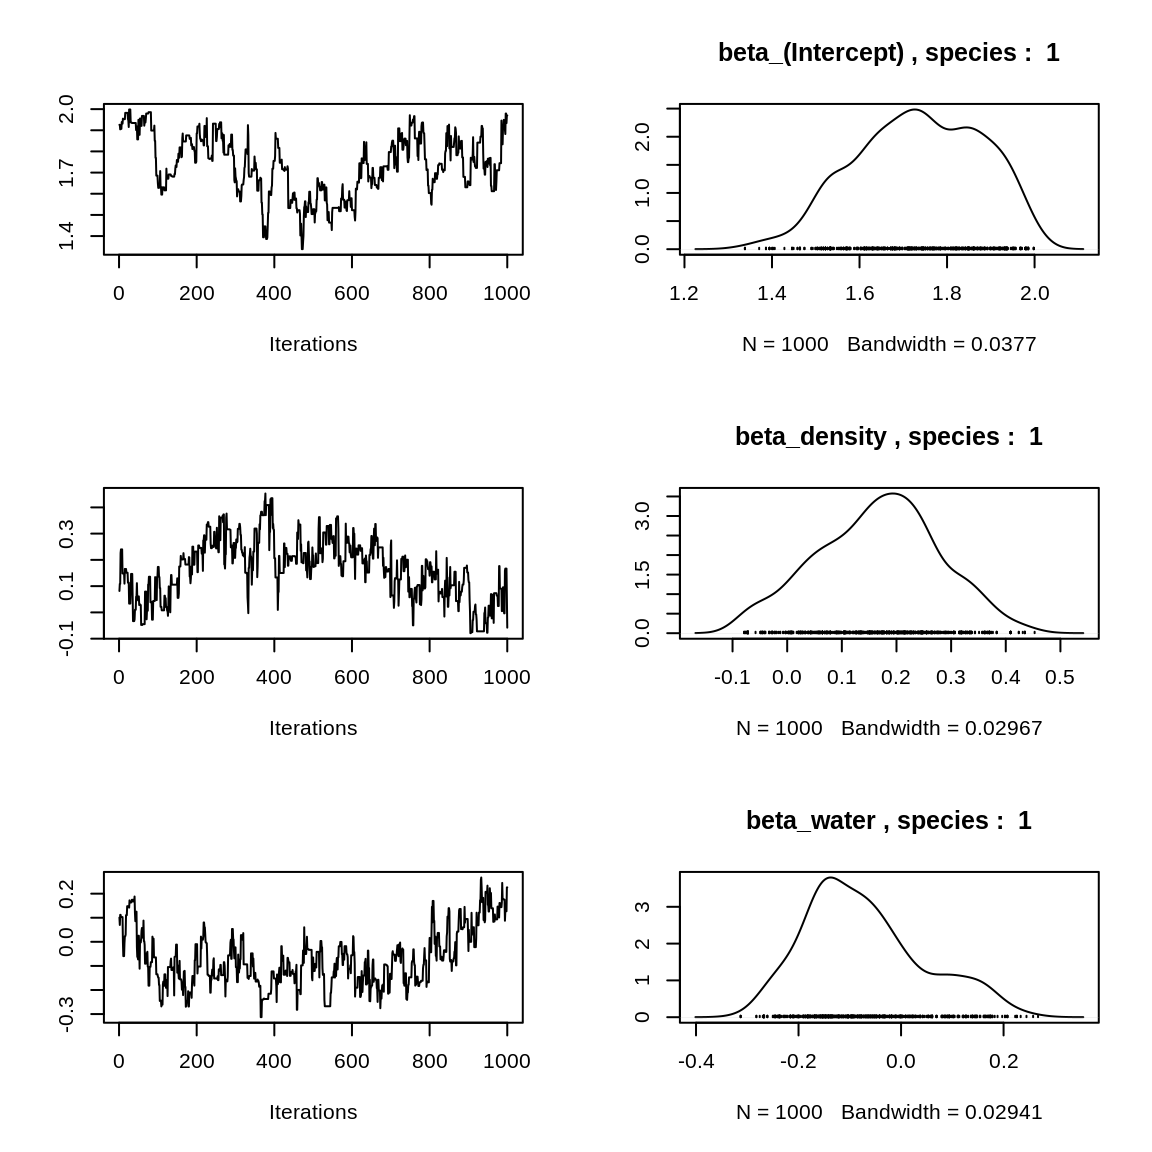 beta_(Intercept) , species :  1
2.0
1.7
1.4
0 200 400 600 800 1000
Iterations
2.0
1.0
0.0
1.2 1.4 1.6 1.8 2.0
N = 1000   Bandwidth = 0.0377
beta_density , species :  1
0.3
0.1
-0.1
0 200 400 600 800 1000
Iterations
3.0
1.5
0.0
-0.1 0.0 0.1 0.2 0.3 0.4 0.5
N = 1000   Bandwidth = 0.02967
beta_water , species :  1
0.2
0.0
-0.3
0 200 400 600 800 1000
Iterations
3
2
1
0
-0.4 -0.2 0.0 0.2
N = 1000   Bandwidth = 0.02941